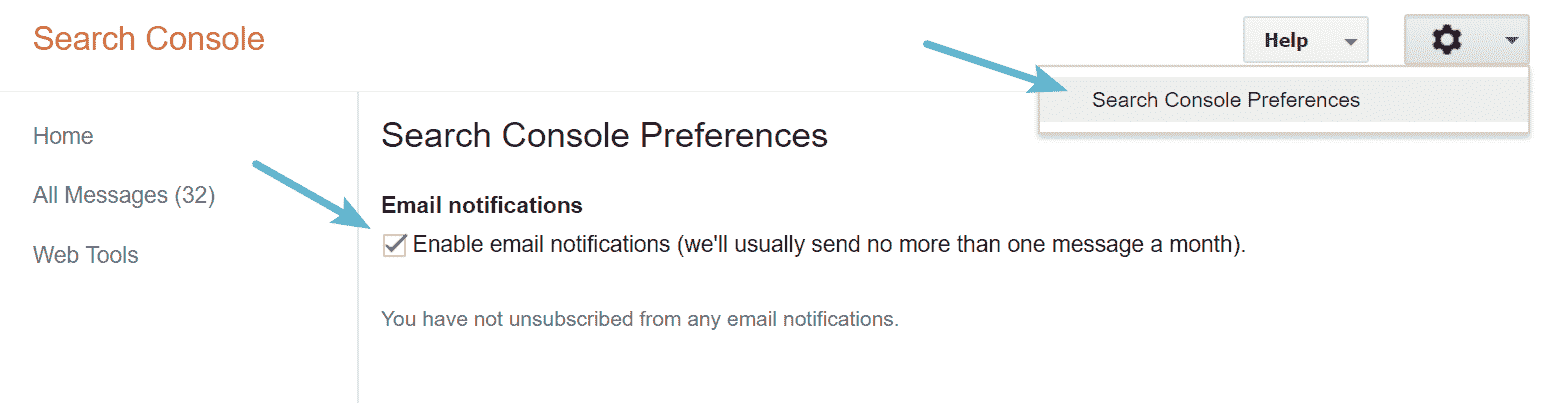 Search Console
Help
Search Console Preferences
Home
All Messages (32)
Web Tools
Search Console Preferences
Email notifications
Enable email notifications (we'll usually send no more than one message a month).
You have not unsubscribed from any email notifications.